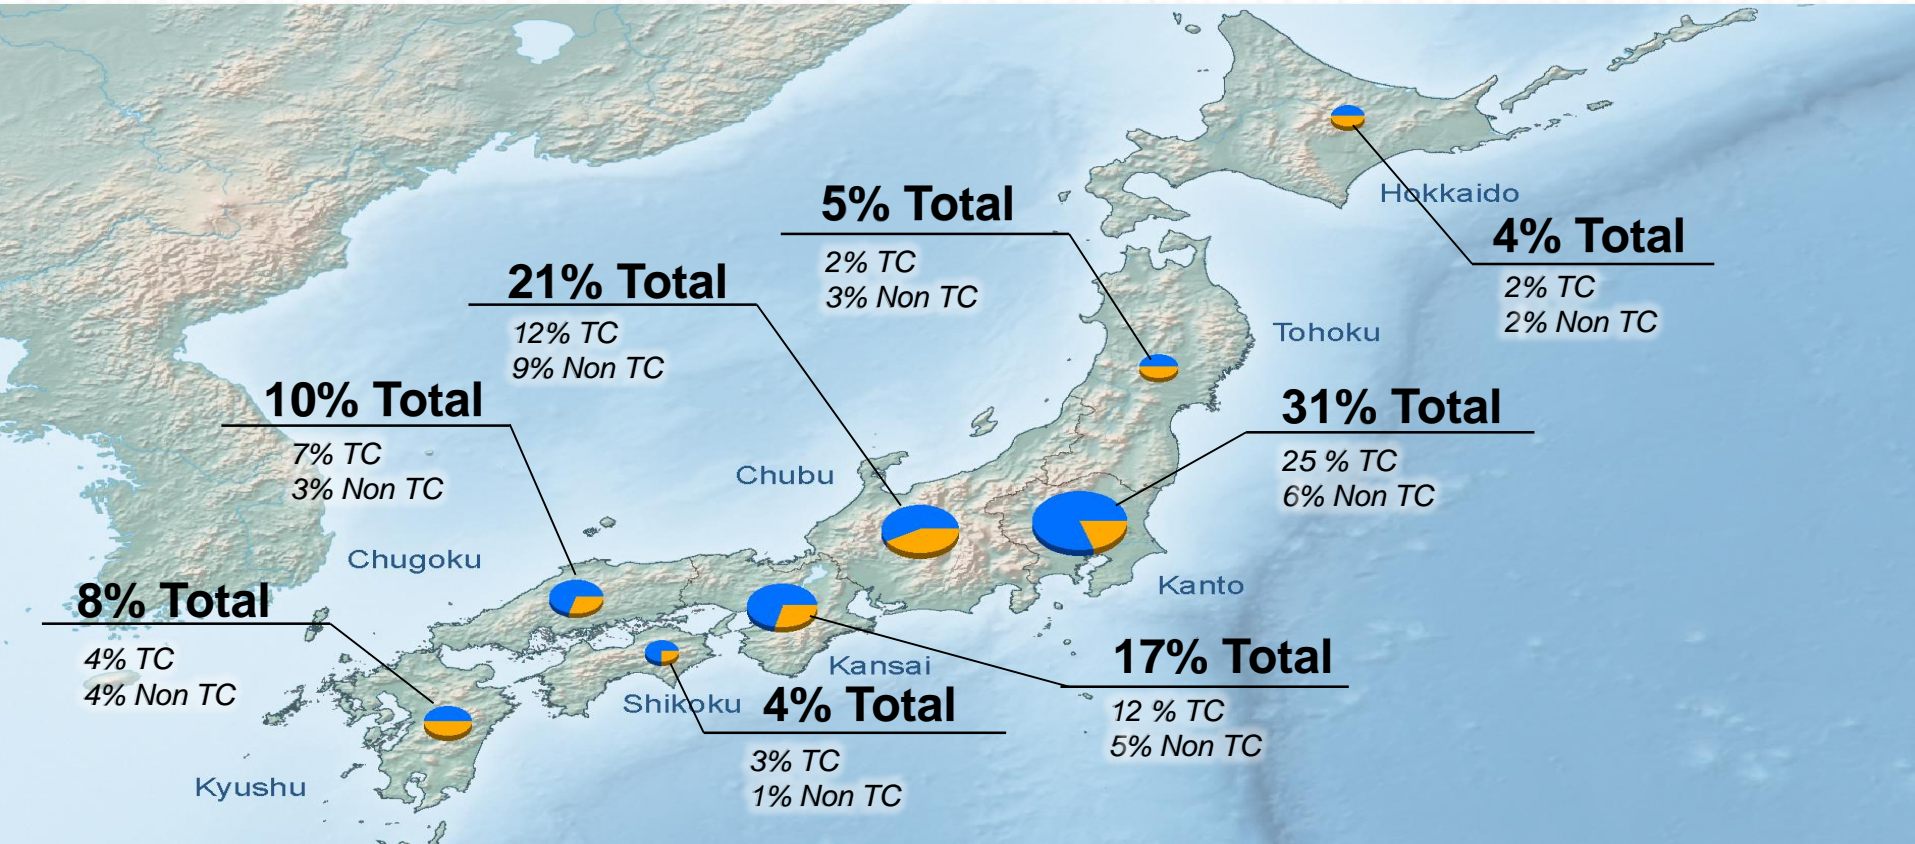 Hokkaido
4% Total
2% TC
2% Non TC
5% Total
2% TC
3% Non TC
Tohoku
21% Total
12% TC
9% Non TC
Chubu
31% Total
25 % TC
6% Non TC
Kanto
10% Total
7% TC
3% Non TC
Chugoku
8% Total
4% TC
4% Non TC
Kyushu
Kansai
17% Total
12 % TC
5% Non TC
Shikoku
4% Total
3% TC
1% Non TC